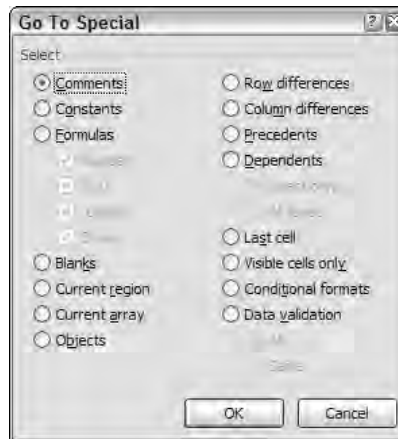 Go To Special
Select
Comments
Constants
Formulas
Blanks
Current region
Current array
Objects
Row differences
Column differences
Precedents
Dependents
Last cell
Visible cells only
Conditional formats
Data validation
OK
Cancel